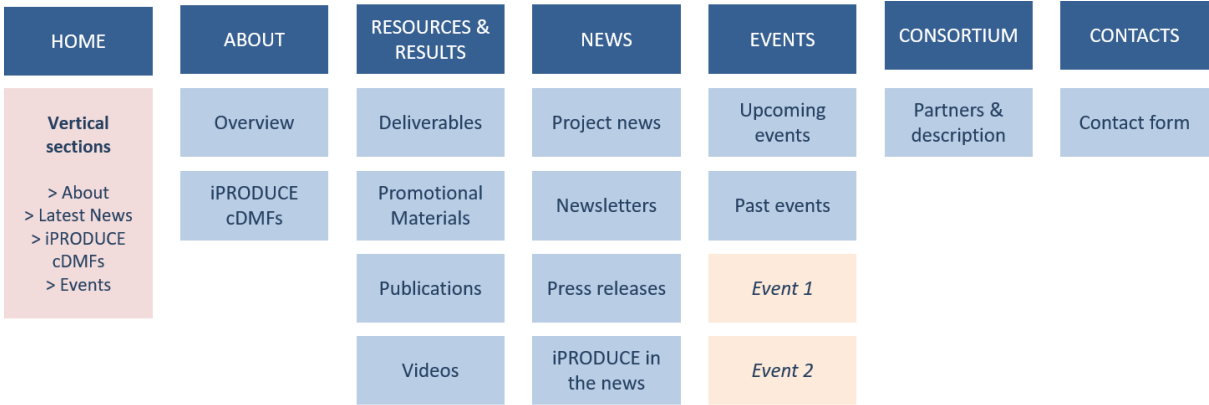 HOME
Vertical
sections
> About
> Latest News
> iPRODUCE
cDMFs
> Events
ABOUT
Overview
iPRODUCE
cDMFs
RESOURCES &
RESULTS
Deliverables
Promotional
Materials
Publications
Videos
NEWS
Project news
Newsletters
Press releases
iPRODUCE in
the news
EVENTS
Upcoming
events
Past events
Event 1
Event 2
CONSORTIUM
Partners &
description
CONTACTS
Contact form